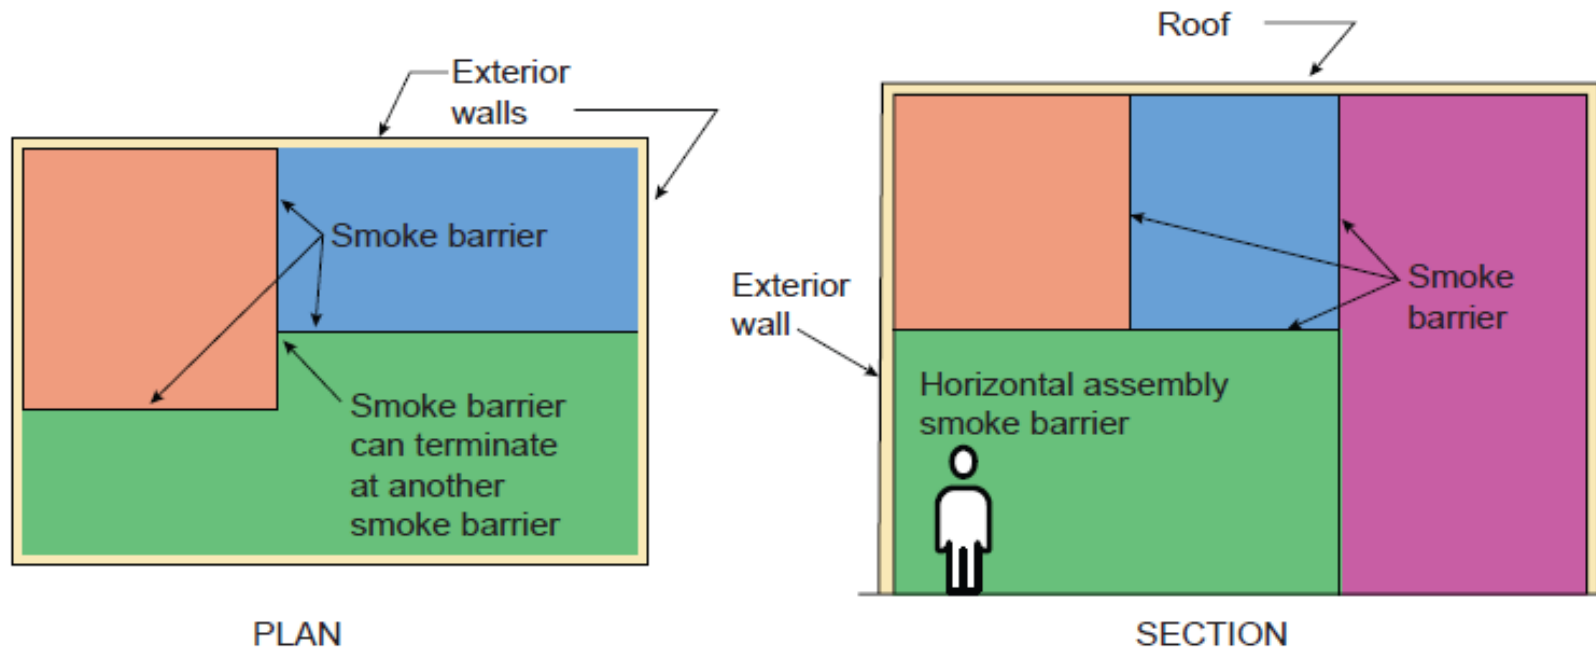 Exterior
walls
Smoke barrier
Smoke barrier
can terminate
at another
smoke barrier
PLAN
Roof
Exterior
wall
Smoke
barrier
Horizontal assembly
smoke barrier
SECTION